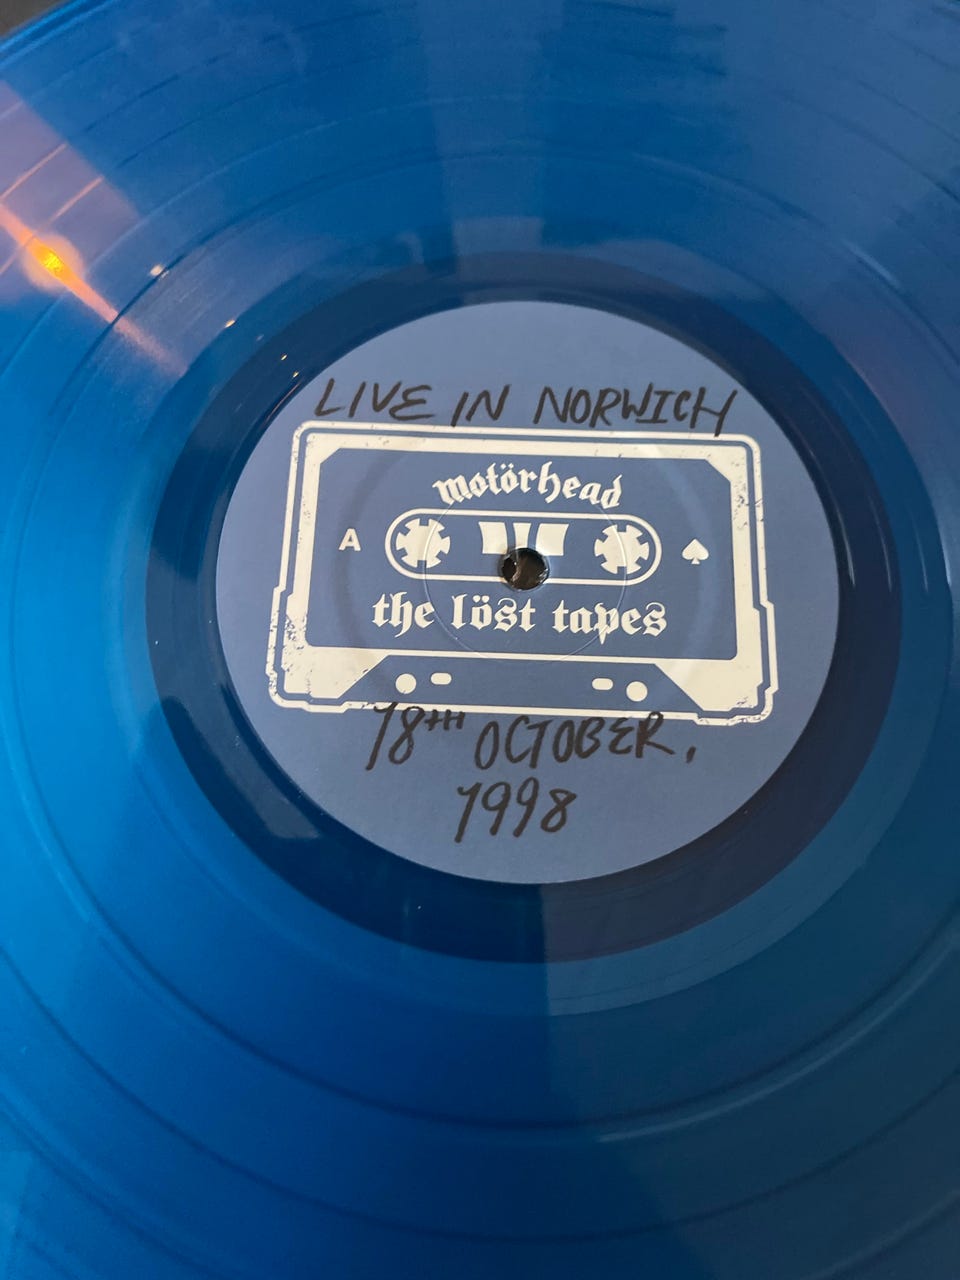 LIVE IN NORWICH
motörhead
A ♠
the löst tapes
18TH OCTOBER.
1998